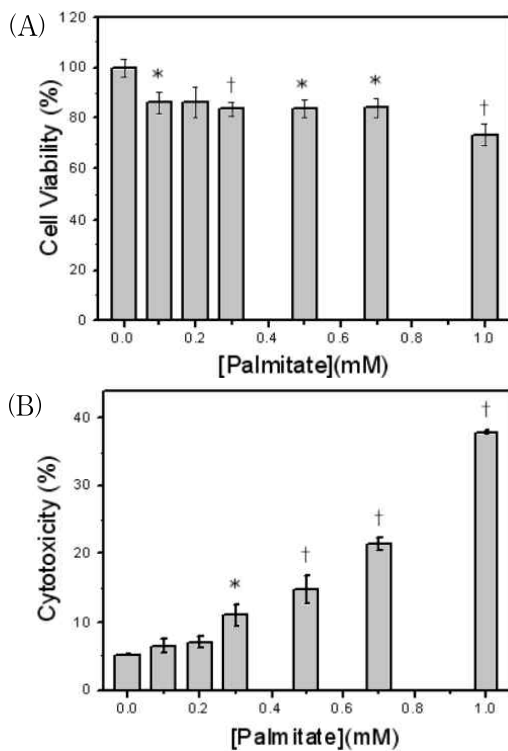 (A)
120
100
80
60
40
20
0
Cell Viability (%)
* † * * †
0.0 0.2 0.4 0.6 0.8 1.0
[Palmitate](mM)
(B)
40
30
20
10
0
Cytotoxicity (%)
* † † †
0.0 0.2 0.4 0.6 0.8 1.0
[Palmitate](mM)